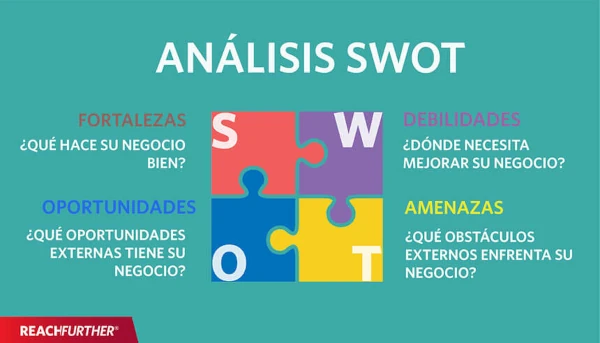 ANÁLISIS SWOT
FORTALEZAS
¿QUÉ HACE SU NEGOCIO
BIEN?
S
W
DEBILIDADES
¿DÓNDE NECESITA
MEJORAR SU NEGOCIO?
OPORTUNIDADES
¿QUÉ OPORTUNIDADES
EXTERNAS TIENE SU
NEGOCIO?
O
T
AMENAZAS
¿QUÉ OBSTÁCULOS
EXTERNOS ENFRENTA SU
NEGOCIO?
REACHFURTHER®